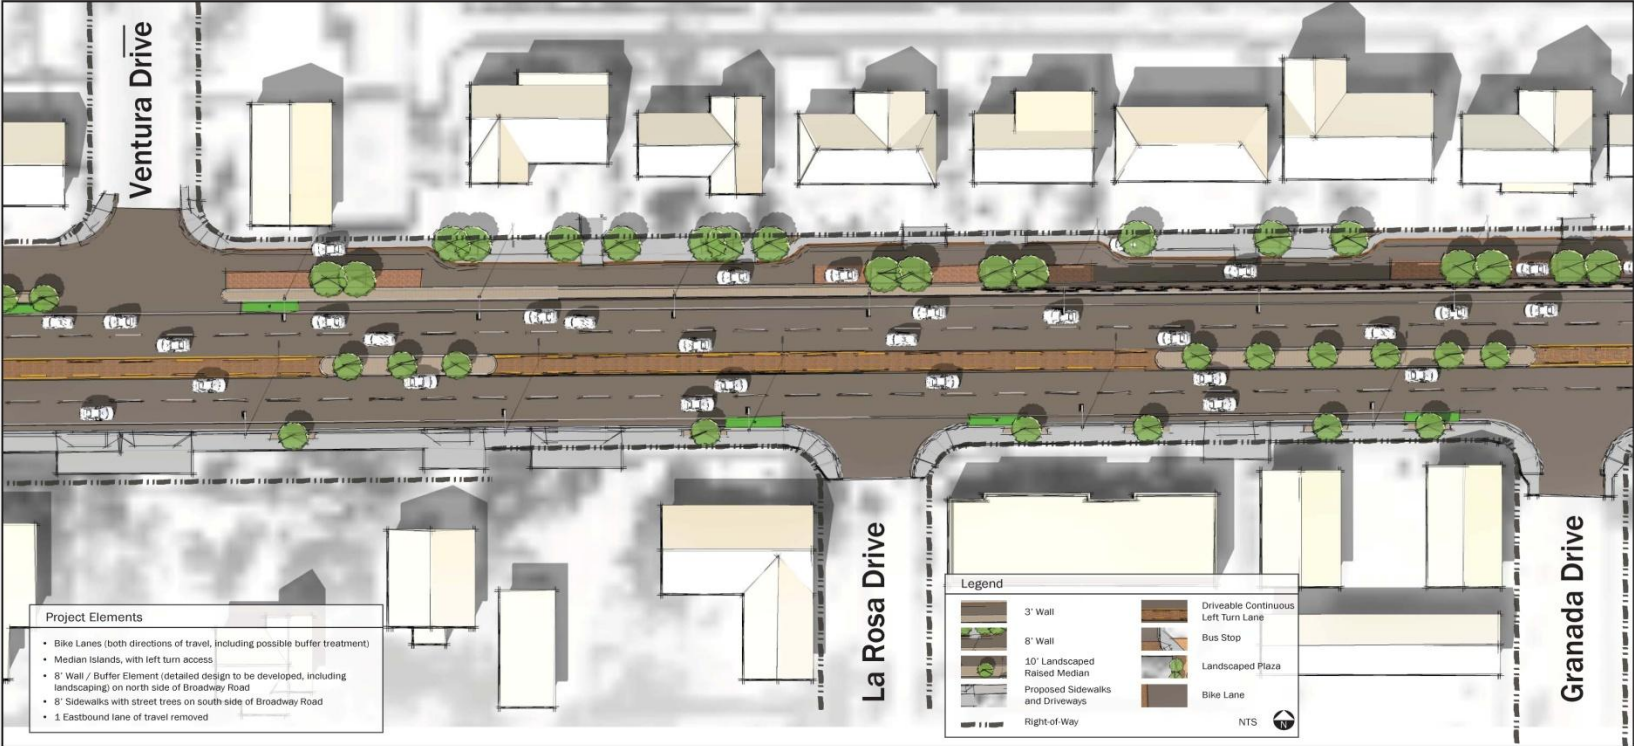 Ventura Drive
La Rosa Drive
Granada Drive
Project Elements
• Bike Lanes (both directions of travel, including possible buffer treatment)
• Median Islands, with left turn access
• 8' Wall / Buffer Element (detailed design to be developed, including
landscaping) on north side of Broadway Road
• 8' Sidewalks with street trees on south side of Broadway Road
• 1 Eastbound lane of travel removed
Legend
3' Wall
8' Wall
10' Landscaped
Raised Median
Proposed Sidewalks
and Driveways
Right-of-Way
Driveable Continuous
Left Turn Lane
Bus Stop
Landscaped Plaza
Bike Lane
NTS
N